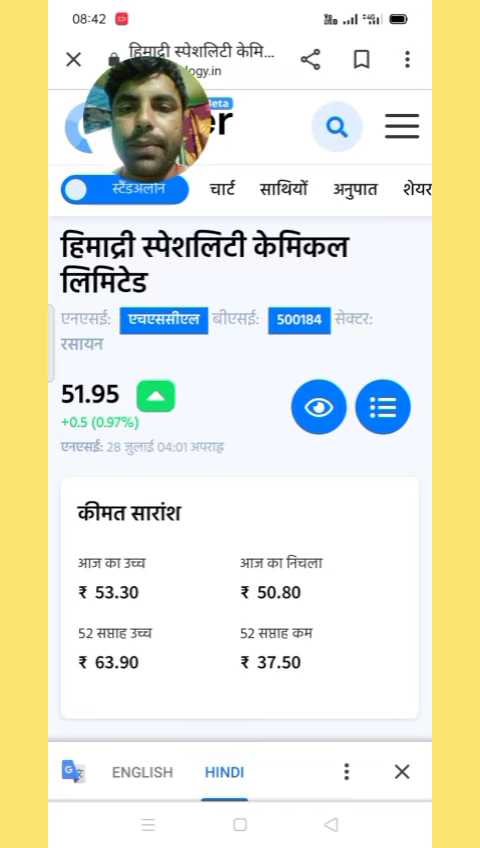 08:42
हिमाद्री स्पेशलिटी केमि...
logy.in
Beta
er
स्टैंडअलोन चार्ट साथियों अनुपात शेयर
हिमाद्री स्पेशलिटी केमिकल
लिमिटेड
एनएसई: एचएससीएल बीएसई: 500184 सेक्टर:
रसायन
51.95
+0.5 (0.97%)
एनएसई: 28 जुलाई 04:01 अपराह्न
कीमत सारांश
आज का उच्च आज का निचला
₹ 53.30 ₹ 50.80
52 सप्ताह उच्च 52 सप्ताह कम
₹ 63.90 ₹ 37.50
ENGLISH HINDI